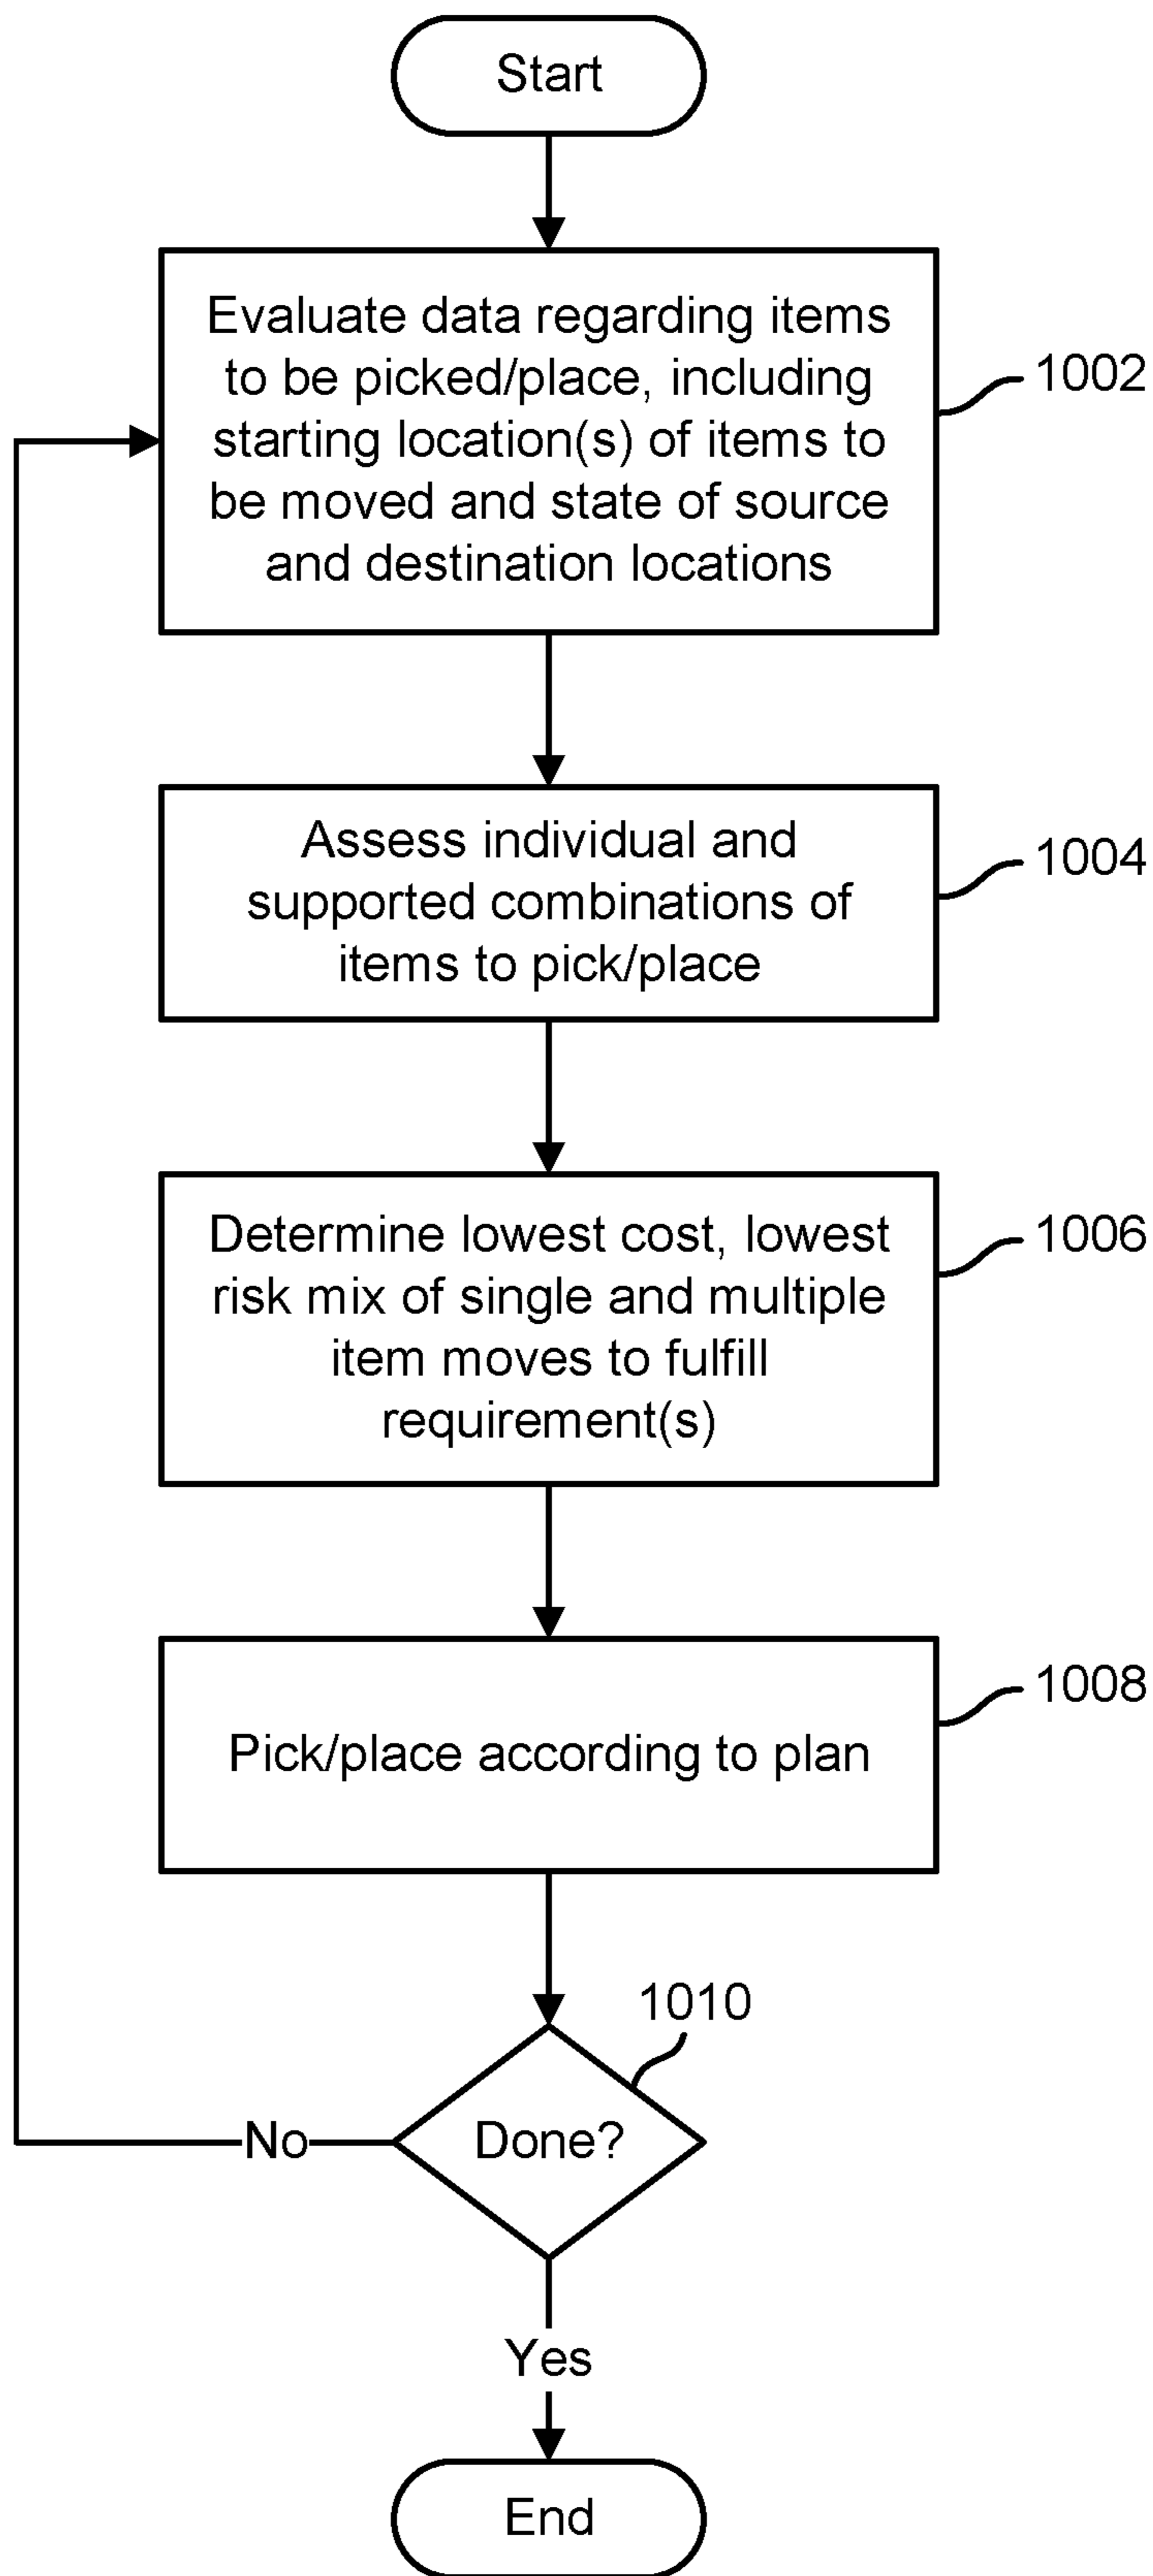 Start
Evaluate data regarding items
to be picked/place, including
starting location(s) of items to
be moved and state of source
and destination locations
1002
Assess individual and
supported combinations of
items to pick/place
1004
Determine lowest cost, lowest
risk mix of single and multiple
item moves to fulfill
requirement(s)
1006
Pick/place according to plan
1008
1010
Done?
No
Yes
End